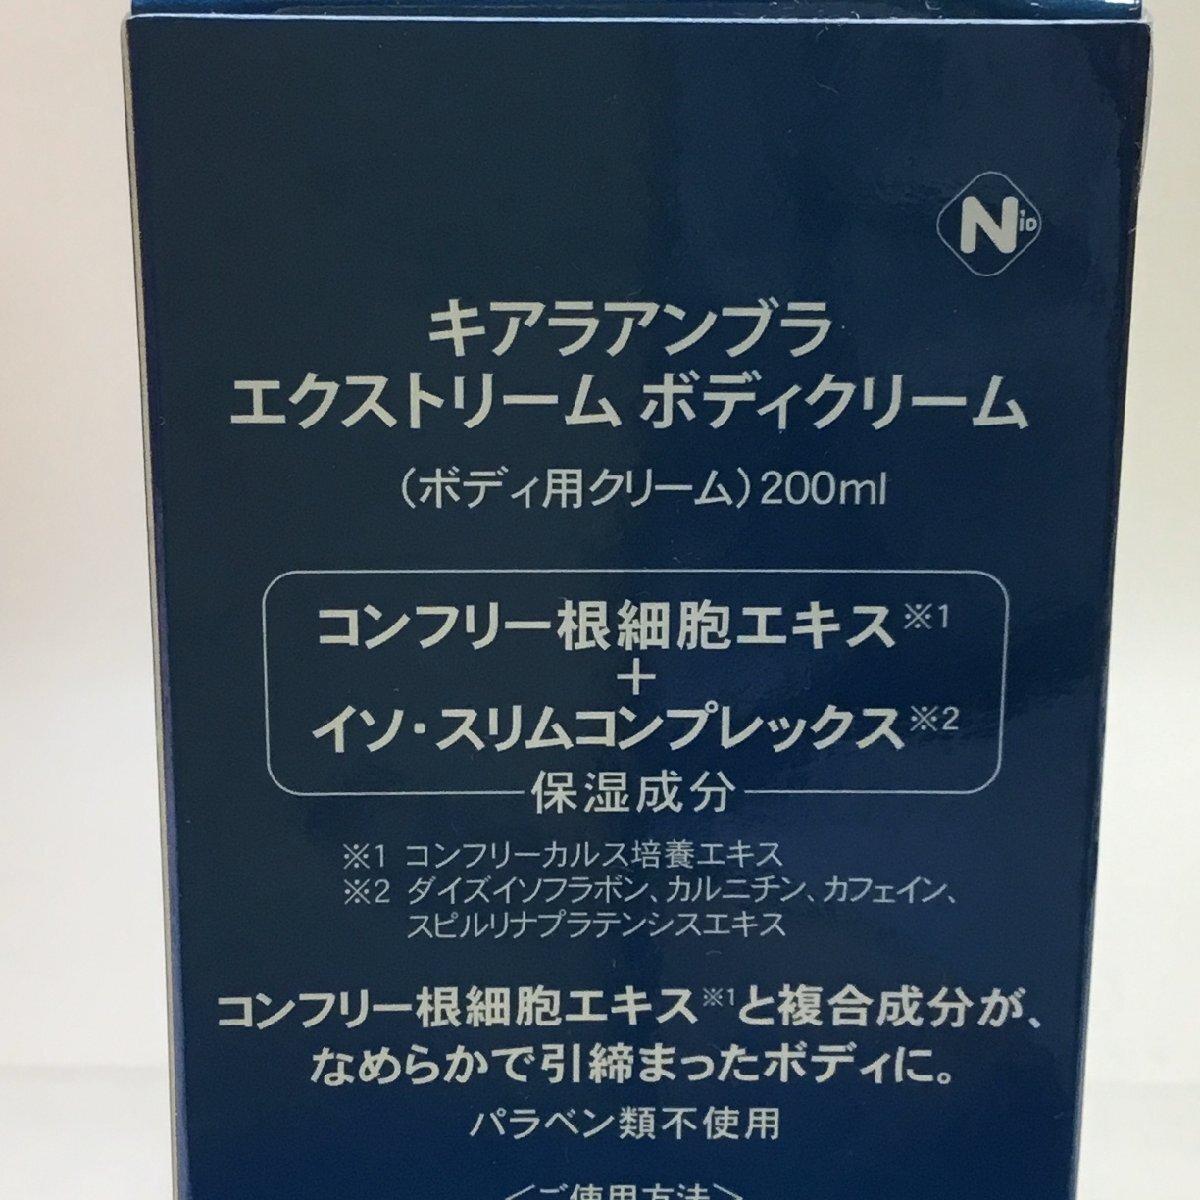 Nio
キアラアンブラ
エクストリーム ボディクリーム
（ボディ用クリーム）200ml
コンフリー根細胞エキス※1
+
イソ・スリムコンプレックス※2
保湿成分
※1 コンフリーカルス培養エキス
※2 ダイズイソフラボン、カルニチン、カフェイン、
スピルリナプラテンシスエキス
コンフリー根細胞エキス※1と複合成分が、
なめらかで引締まったボディに。
パラベン類不使用
＜ご使用方法＞